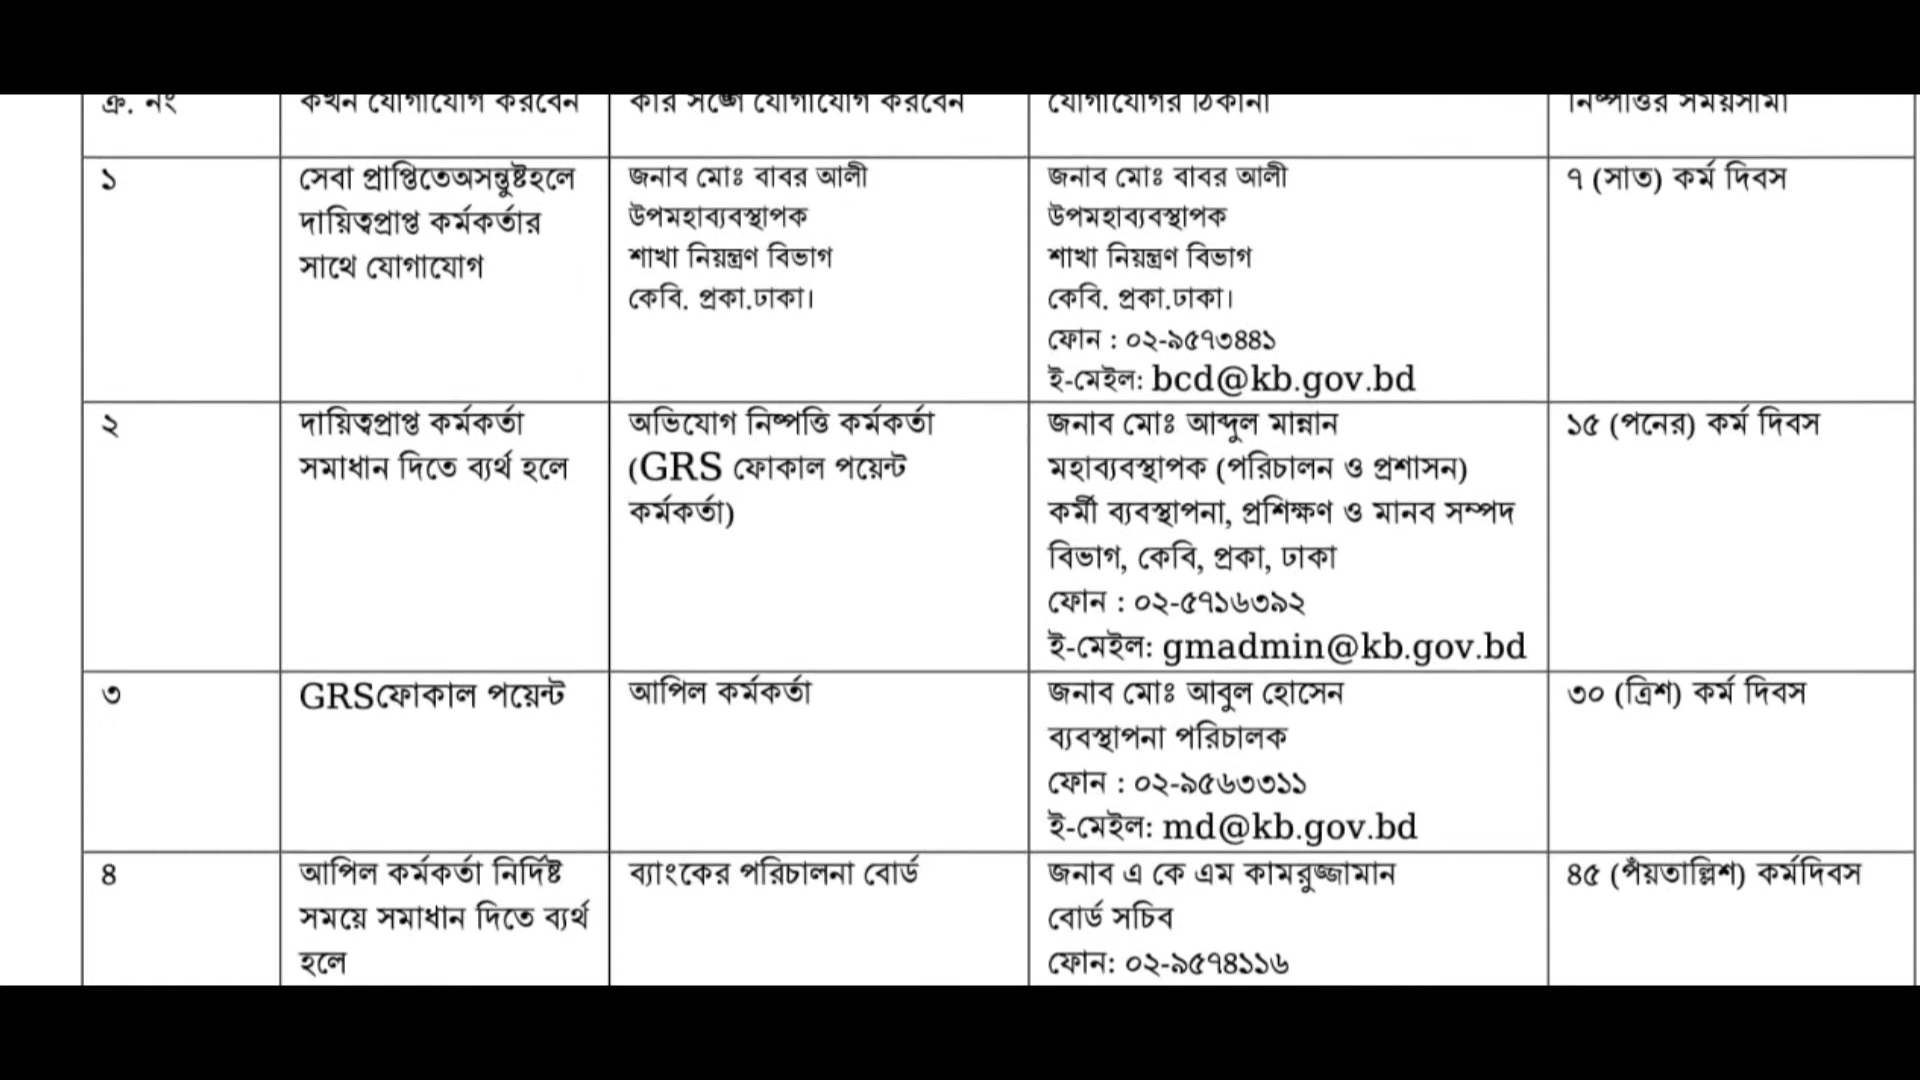 ক্র. নং
কখন যোগাযোগ করবেন
কার সঙ্গে যোগাযোগ করবেন
যোগাযোগের ঠিকানা
নিষ্পত্তির সময়সীমা
১
সেবা প্রাপ্তিতেঅসন্তুষ্টহলে
দায়িত্বপ্রাপ্ত কর্মকর্তার
সাথে যোগাযোগ
জনাব মোঃ বাবর আলী
উপমহাব্যবস্থাপক
শাখা নিয়ন্ত্রণ বিভাগ
কেবি. প্রকা.ঢাকা।
জনাব মোঃ বাবর আলী
উপমহাব্যবস্থাপক
শাখা নিয়ন্ত্রণ বিভাগ
কেবি. প্রকা.ঢাকা।
ফোন : ০২-৯৫৭৩৪৪১
ই-মেইল: bcd@kb.gov.bd
৭ (সাত) কর্ম দিবস
২
দায়িত্বপ্রাপ্ত কর্মকর্তা
সমাধান দিতে ব্যর্থ হলে
অভিযোগ নিষ্পত্তি কর্মকর্তা
(GRS ফোকাল পয়েন্ট
কর্মকর্তা)
জনাব মোঃ আব্দুল মান্নান
মহাব্যবস্থাপক (পরিচালন ও প্রশাসন)
কর্মী ব্যবস্থাপনা, প্রশিক্ষণ ও মানব সম্পদ
বিভাগ, কেবি, প্রকা, ঢাকা
ফোন : ০২-৫৭১৬৩৯২
ই-মেইল: gmadmin@kb.gov.bd
১৫ (পনের) কর্ম দিবস
৩
GRSফোকাল পয়েন্ট
আপিল কর্মকর্তা
জনাব মোঃ আবুল হোসেন
ব্যবস্থাপনা পরিচালক
ফোন : ০২-৯৫৬৩৩১১
ই-মেইল: md@kb.gov.bd
৩০ (ত্রিশ) কর্ম দিবস
৪
আপিল কর্মকর্তা নির্দিষ্ট
সময়ে সমাধান দিতে ব্যর্থ
হলে
ব্যাংকের পরিচালনা বোর্ড
জনাব এ কে এম কামরুজ্জামান
বোর্ড সচিব
ফোন: ০২-৯৫৭৪১১৬
৪৫ (পঁয়তাল্লিশ) কর্মদিবস